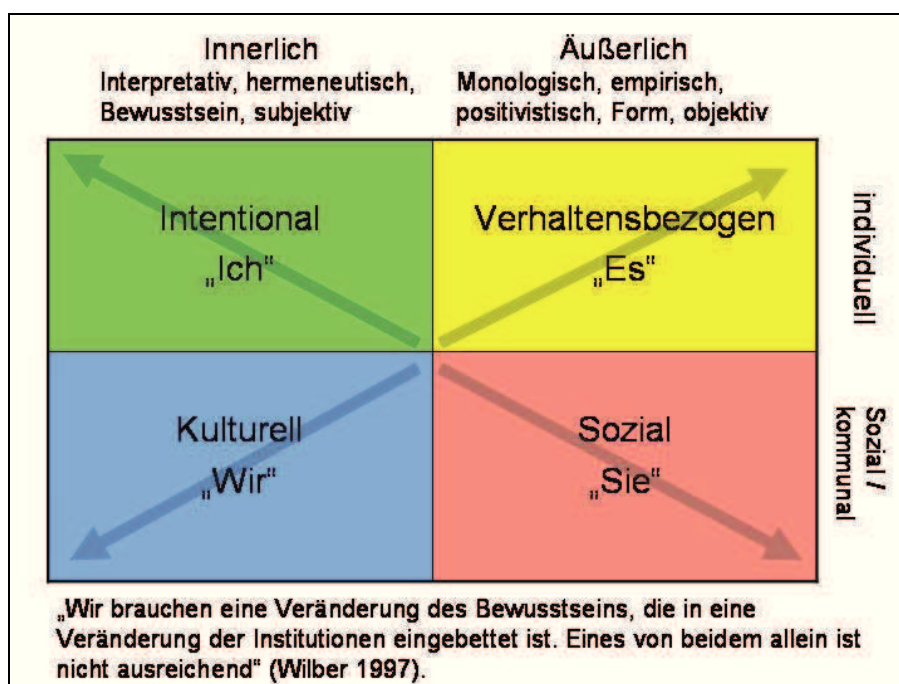 Innerlich
Interpretativ, hermeneutisch,
Bewusstsein, subjektiv
Äußerlich
Monologisch, empirisch,
positivistisch, Form, objektiv
Intentional
„Ich“
Verhaltensbezogen
„Es“
individuell
Kulturell
„Wir“
Sozial
„Sie“
Sozial /
kommunal
„Wir brauchen eine Veränderung des Bewusstseins, die in eine
Veränderung der Institutionen eingebettet ist. Eines von beidem allein ist
nicht ausreichend“ (Wilber 1997).